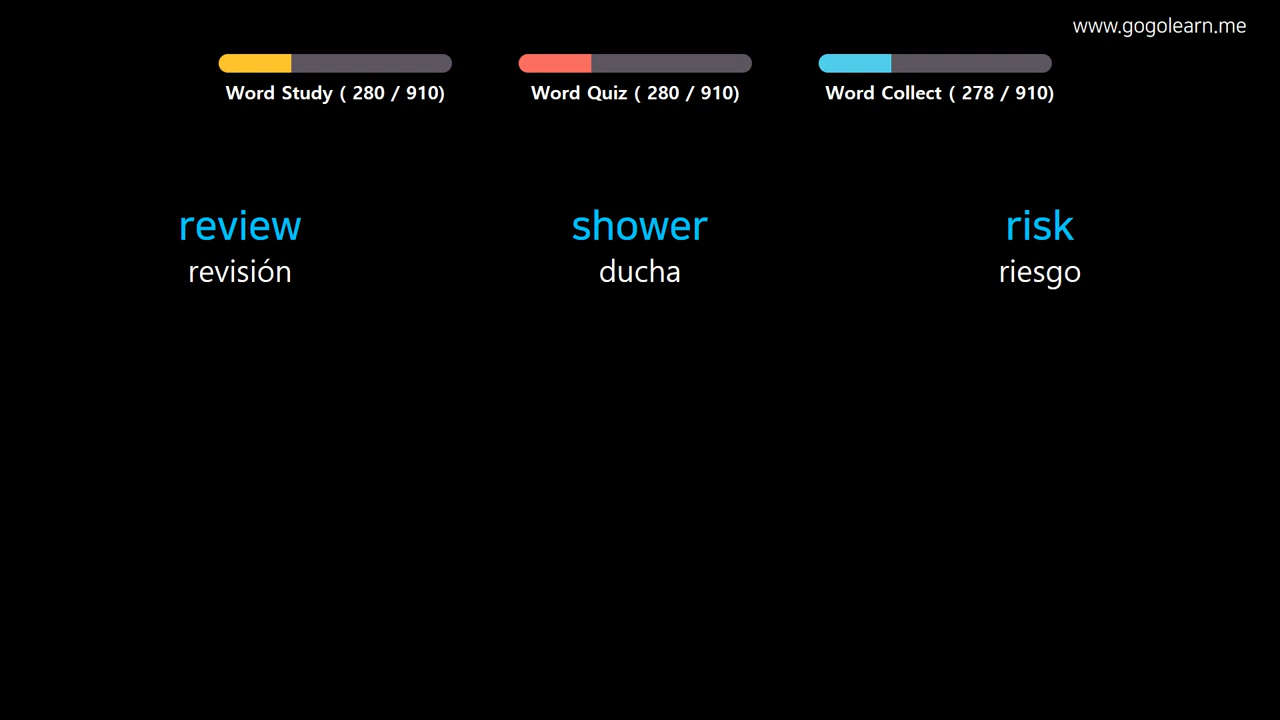 www.gogolearn.me
Word Study ( 280 / 910)
Word Quiz ( 280 / 910)
Word Collect ( 278 / 910)
review
revisión
shower
ducha
risk
riesgo